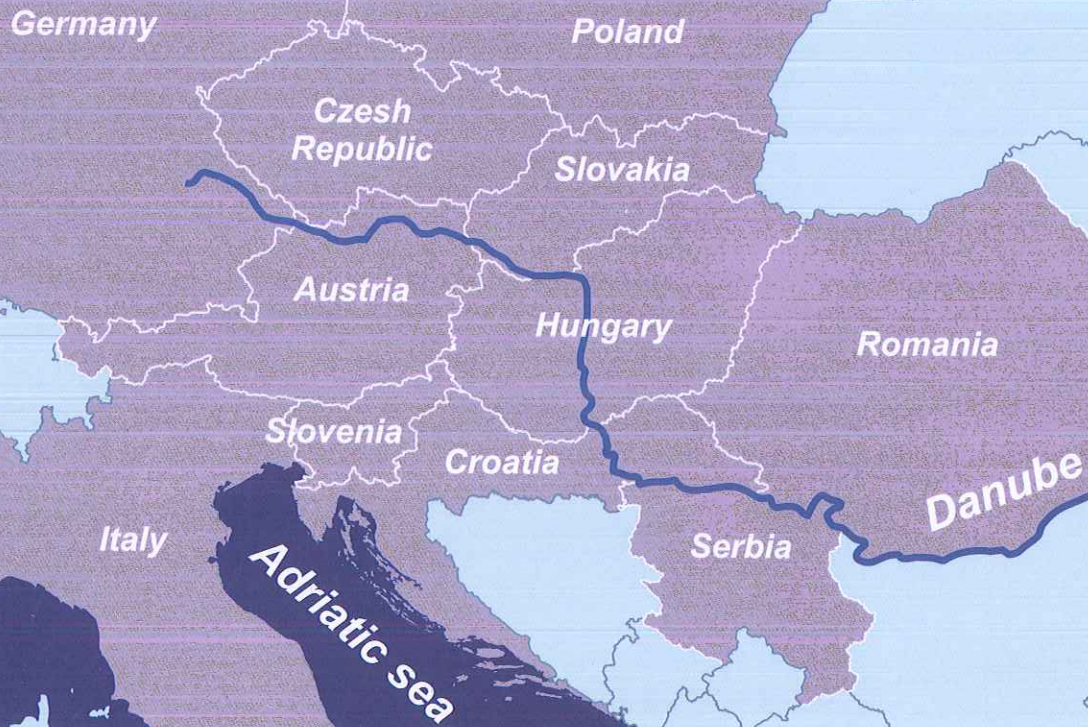 Germany
Poland
Czesh
Republic
Slovakia
Austria
Hungary
Romania
Slovenia
Croatia
Danube
Italy
Serbia
Adriatic sea